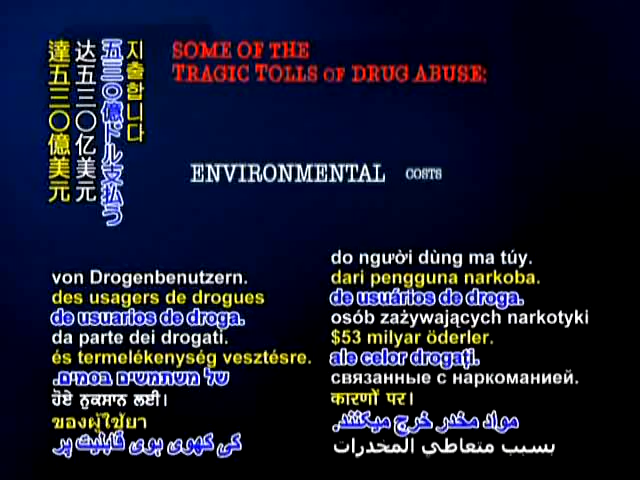 SOME OF THE
TRAGIC TOLLS OF DRUG ABUSE:
ENVIRONMENTAL COSTS
達五三〇億美元
达五三〇亿美元
五三〇億ドル支払う
지출합니다
von Drogenbenutzern.
des usagers de drogues
de usuarios de droga.
da parte dei drogati.
és termelékenység vesztésre.
של משתמשים בסמים.
ਹੋਏ ਨੁਕਸਾਨ ਲਈ।
ของผู้ใช้ยา
کی کھوی ہوی قابلیت پر
do người dùng ma túy.
dari pengguna narkoba.
de usuários de droga.
osób zażywających narkotyki
$53 milyar öderler.
ale celor drogaţi.
связанные с наркоманией.
कारणों पर।
مواد مخدر خرج میکنند.
بسبب متعاطي المخدرات